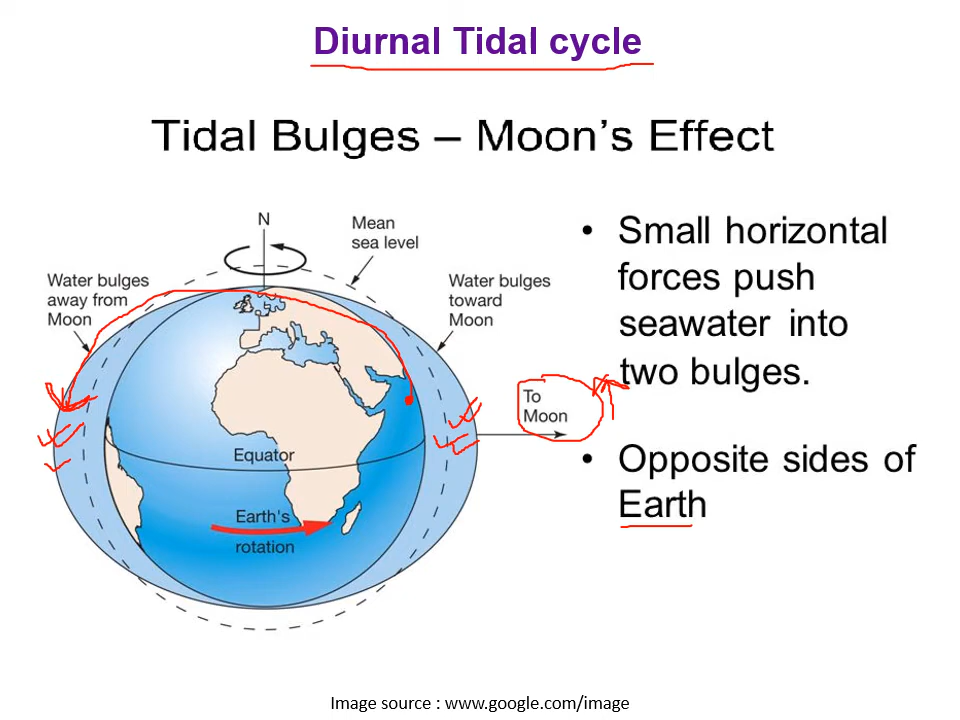 Diurnal Tidal cycle
Tidal Bulges – Moon's Effect
N
Mean
sea level
Water bulges
away from
Moon
Water bulges
toward
Moon
To
Moon
Equator
Earth's
rotation
• Small horizontal
forces push
seawater into
two bulges.
• Opposite sides of
Earth
Image source : www.google.com/image